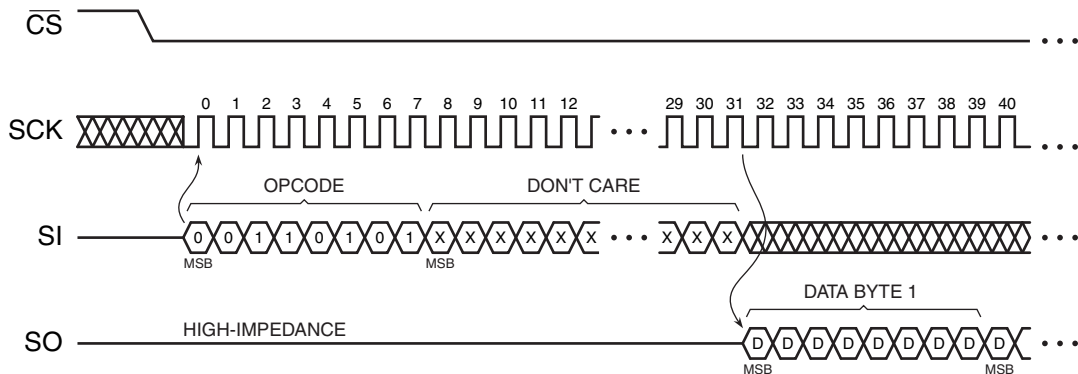 CS
0 1 2 3 4 5 6 7 8 9 10 11 12 29 30 31 32 33 34 35 36 37 38 39 40
SCK
OPCODE DON'T CARE
SI 0 0 1 1 0 1 0 1 X X X X X X X X X
MSB MSB
DATA BYTE 1
HIGH-IMPEDANCE
SO D D D D D D D D D
MSB MSB